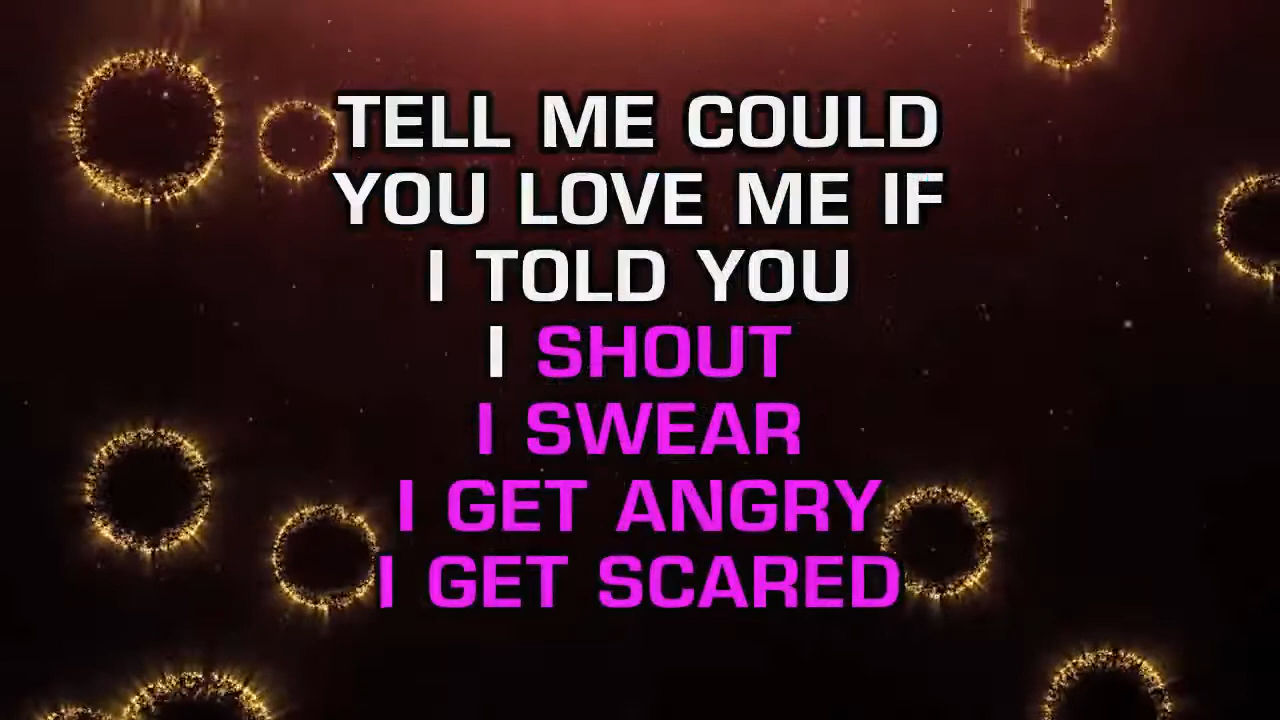 TELL ME COULD
YOU LOVE ME IF
I TOLD YOU
I SHOUT
I SWEAR
I GET ANGRY
I GET SCARED